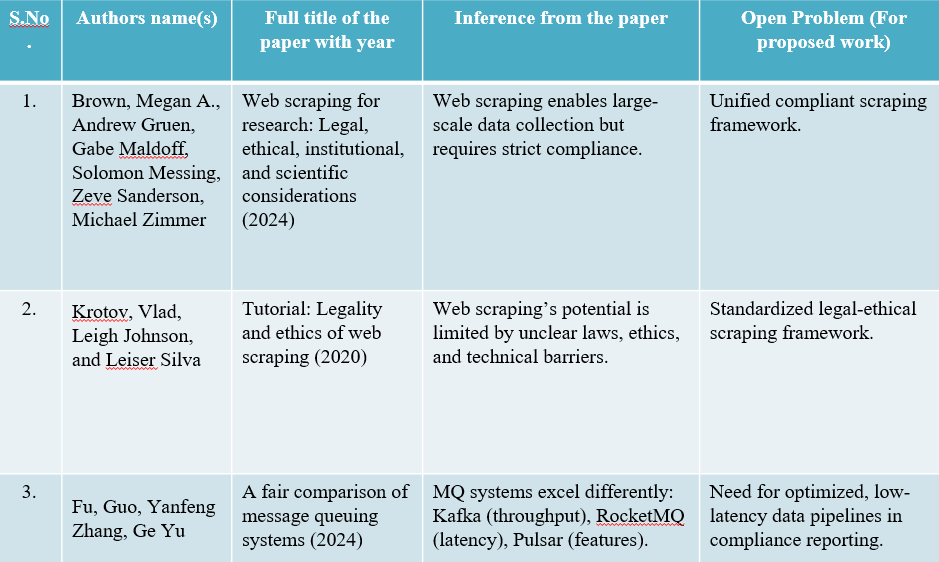 S.No
.
Authors name(s)
Full title of the
paper with year
Inference from the paper
Open Problem (For
proposed work)
1.
Brown, Megan A.,
Andrew Gruen,
Gabe Maldoff,
Solomon Messing,
Zeve Sanderson,
Michael Zimmer
Web scraping for
research: Legal,
ethical, institutional,
and scientific
considerations
(2024)
Web scraping enables large-
scale data collection but
requires strict compliance.
Unified compliant scraping
framework.
2.
Krotov, Vlad,
Leigh Johnson,
and Leiser Silva
Tutorial: Legality
and ethics of web
scraping (2020)
Web scraping’s potential is
limited by unclear laws, ethics,
and technical barriers.
Standardized legal-ethical
scraping framework.
3.
Fu, Guo, Yanfeng
Zhang, Ge Yu
A fair comparison of
message queuing
systems (2024)
MQ systems excel differently:
Kafka (throughput), RocketMQ
(latency), Pulsar (features).
Need for optimized, low-
latency data pipelines in
compliance reporting.